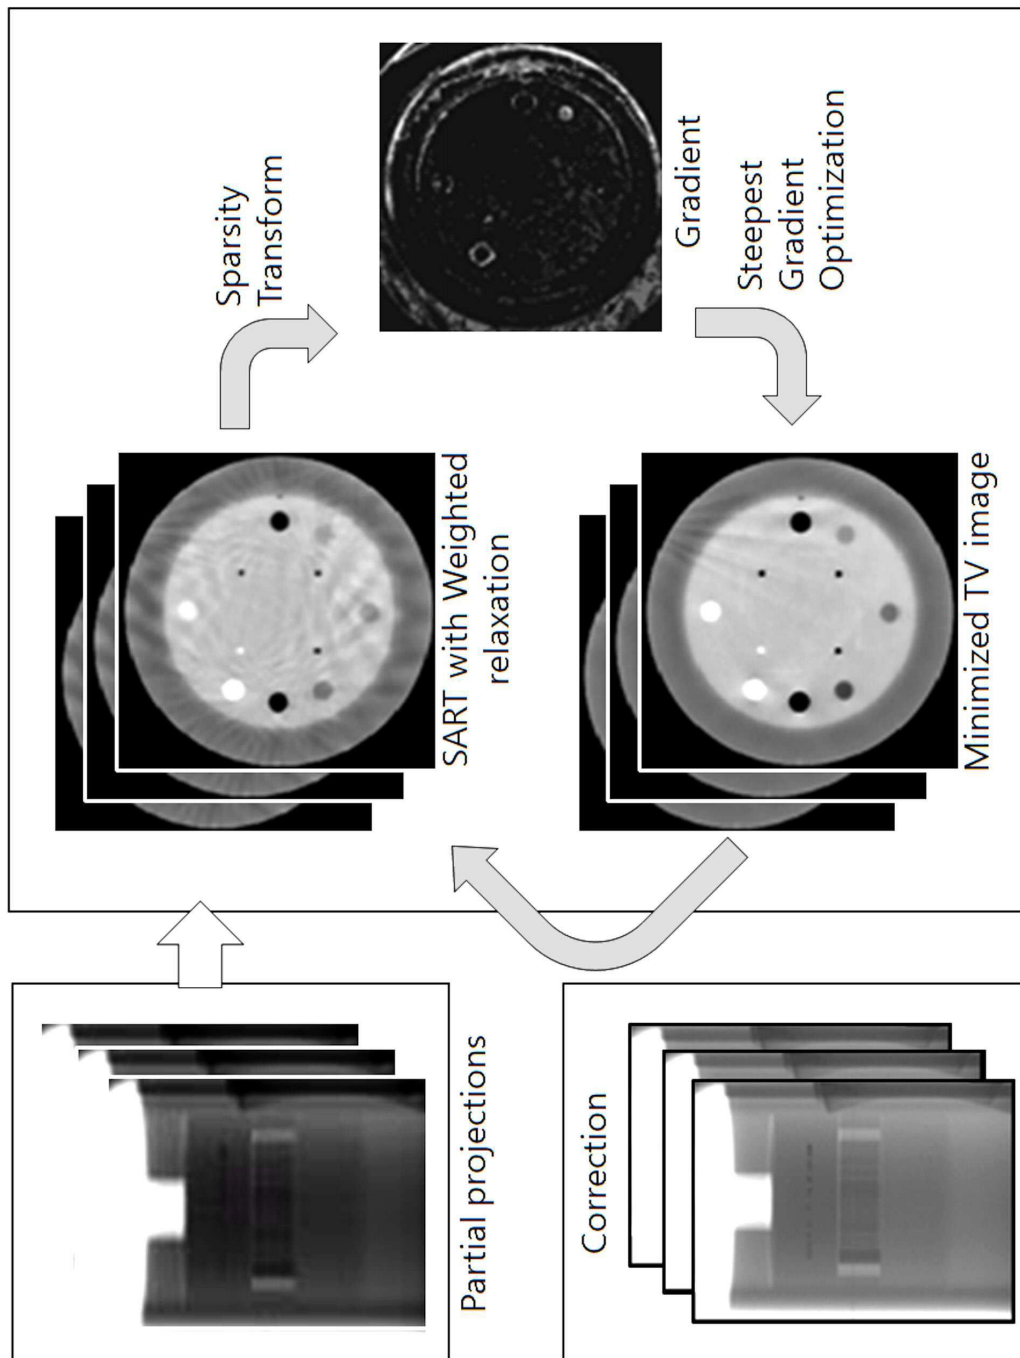 Partial projections
Correction
SART with Weighted
relaxation
Sparsity
Transform
Gradient
Steepest
Gradient
Optimization
Minimized TV image